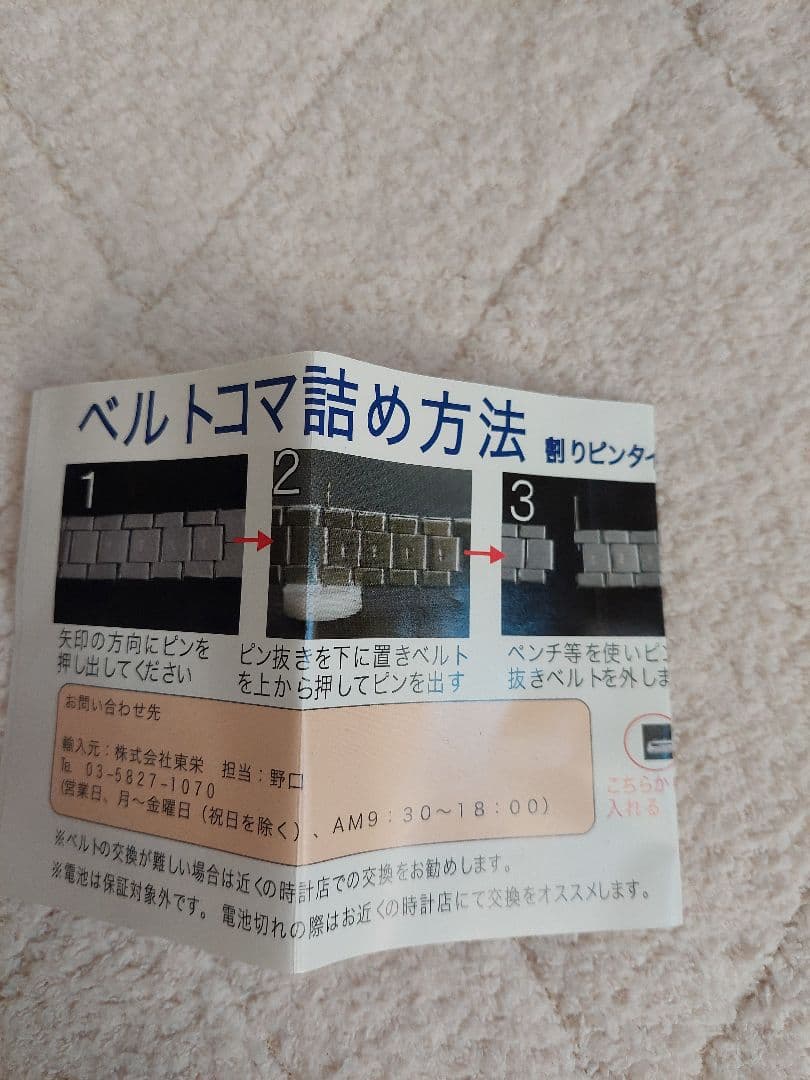 ベルトコマ詰め方法 割りピンタイ
1
2
3
矢印の方向にピンを
押し出してください
ピン抜きを下に置きベルト
を上から押してピンを出す
ペンチ等を使いピン
抜きベルトを外しま
お問い合わせ先
輸入元：株式会社東栄 担当：野口
℡ 03-5827-1070
(営業日、月～金曜日（祝日を除く）、AM9：30～18：00)
こちらから
入れる
※ベルトの交換が難しい場合は近くの時計店での交換をお勧めします。
※電池は保証対象外です。電池切れの際はお近くの時計店にて交換をオススメします。